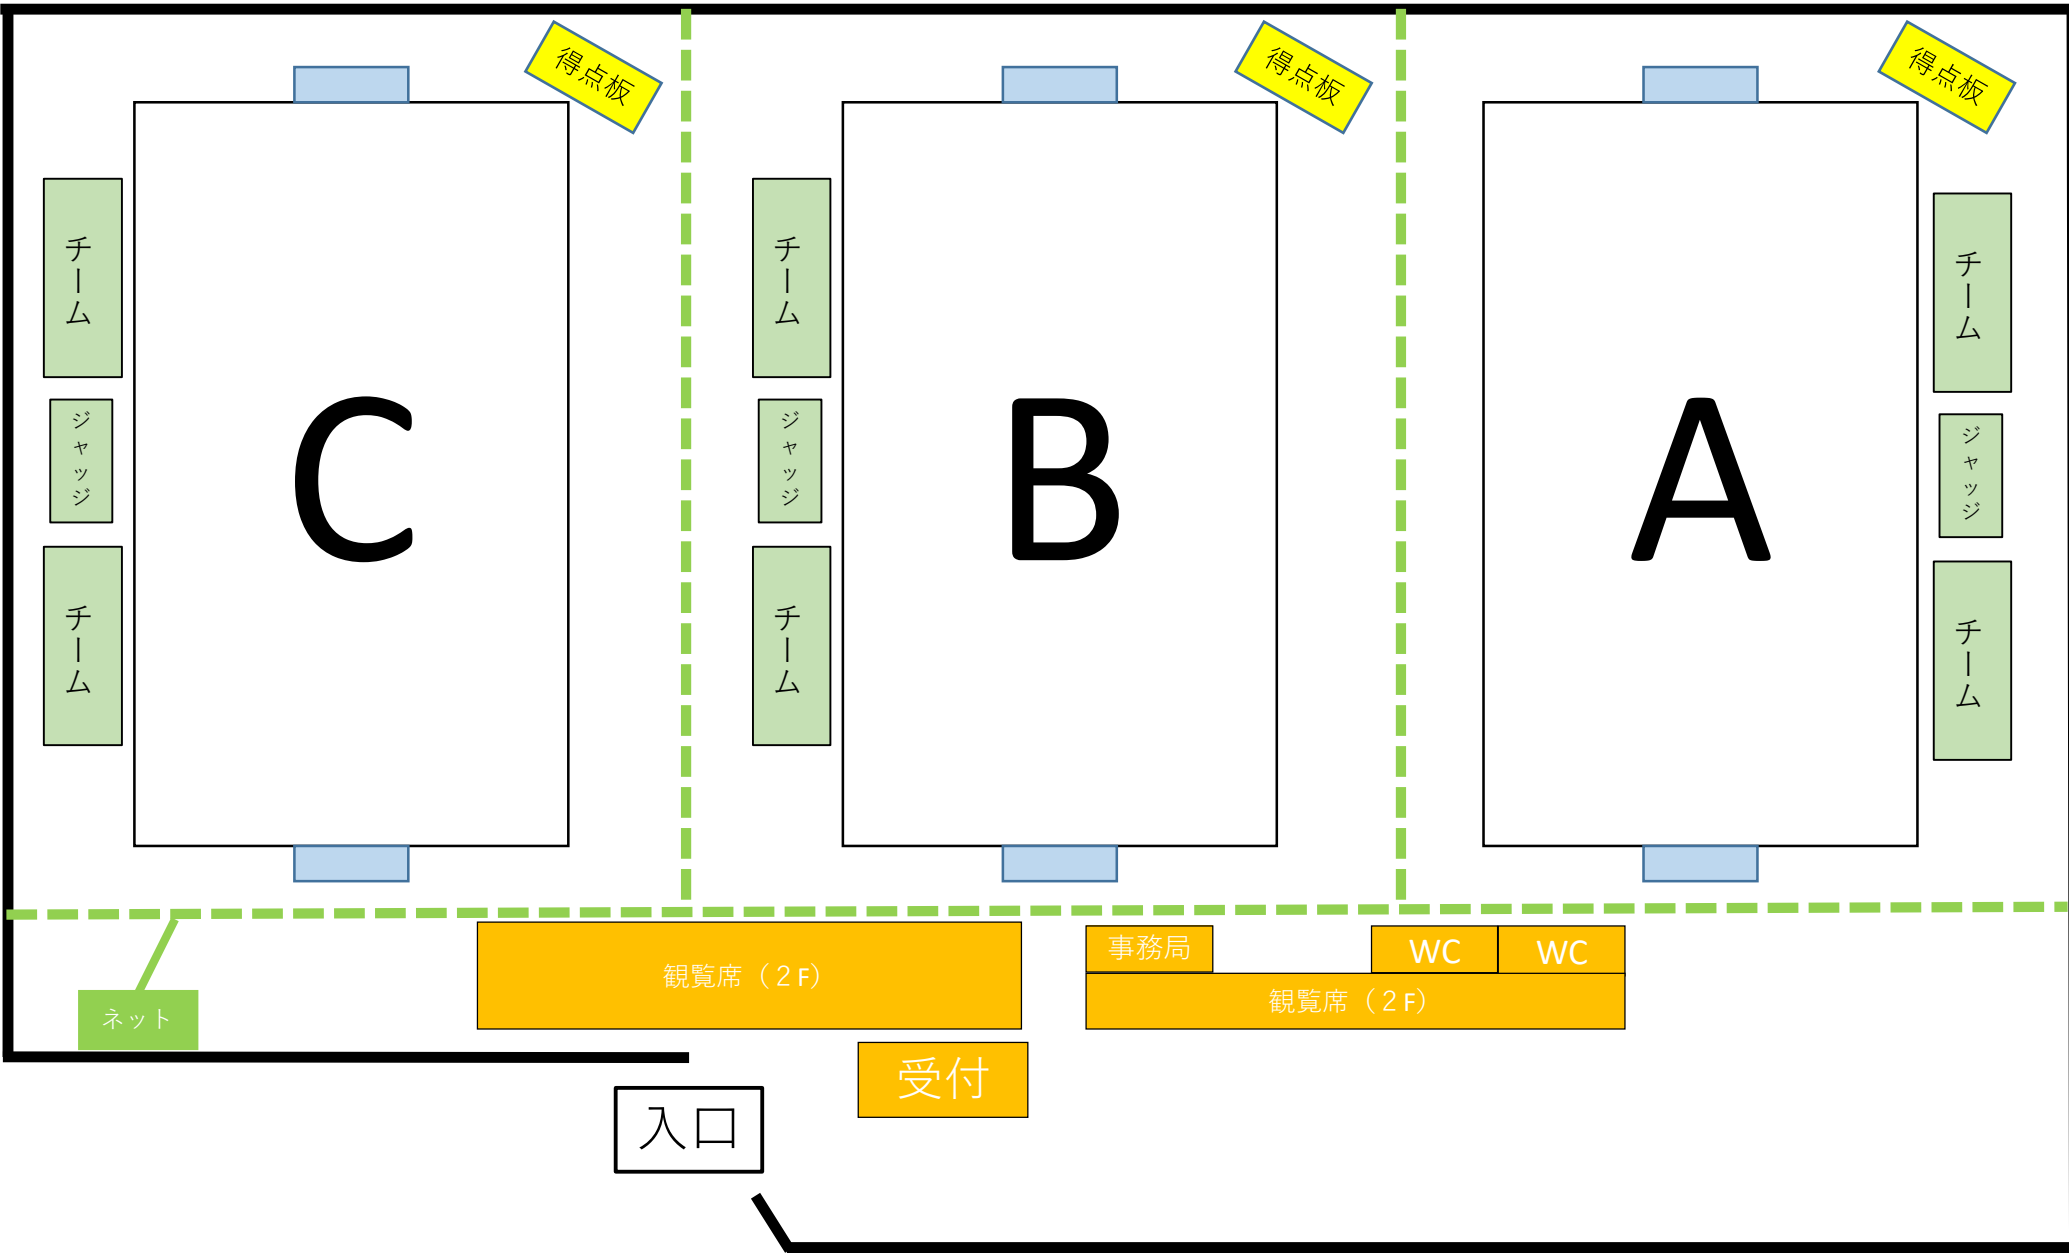 得点板
得点板
得点板
チーム
チーム
チーム
ジャッジ
C
ジャッジ
B
A
ジャッジ
チーム
チーム
チーム
観覧席（２F）
事務局
WC
WC
観覧席（２F）
ネット
受付
入口